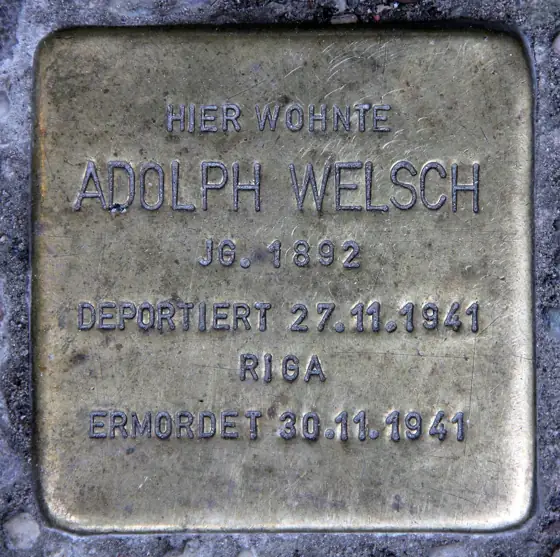 HIER WOHNTE
ADOLPH WELSCH
JG. 1892
DEPORTIERT 27.11.1941
RIGA
ERMORDET 30.11.1941